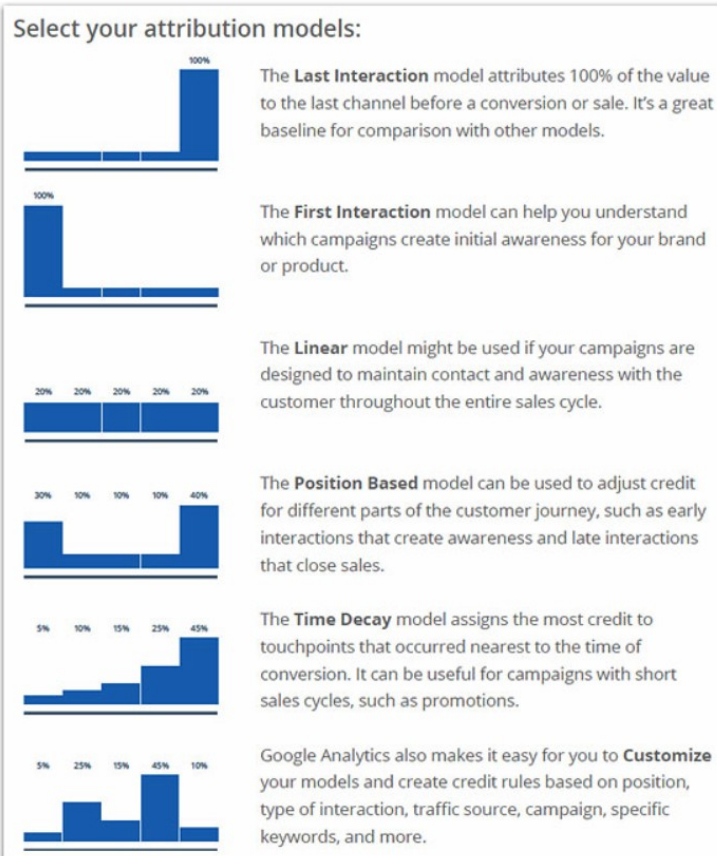 Select your attribution models:
100%
The Last Interaction model attributes 100% of the value
to the last channel before a conversion or sale. It's a great
baseline for comparison with other models.
100%
The First Interaction model can help you understand
which campaigns create initial awareness for your brand
or product.
The Linear model might be used if your campaigns are
designed to maintain contact and awareness with the
customer throughout the entire sales cycle.
20% 20% 20% 20% 20%
The Position Based model can be used to adjust credit
for different parts of the customer journey, such as early
interactions that create awareness and late interactions
that close sales.
30% 10% 10% 10% 40%
The Time Decay model assigns the most credit to
touchpoints that occurred nearest to the time of
conversion. It can be useful for campaigns with short
sales cycles, such as promotions.
5% 10% 15% 25% 45%
Google Analytics also makes it easy for you to Customize
your models and create credit rules based on position,
type of interaction, traffic source, campaign, specific
keywords, and more.
5% 25% 15% 45% 10%